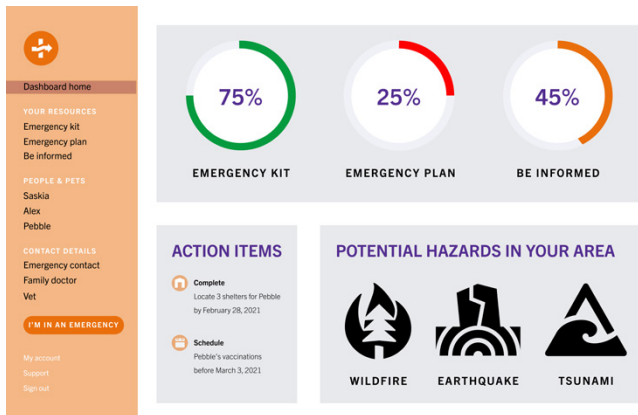 Dashboard home
YOUR RESOURCES
Emergency kit
Emergency plan
Be informed
PEOPLE & PETS
Saskia
Alex
Pebble
CONTACT DETAILS
Emergency contact
Family doctor
Vet
I'M IN AN EMERGENCY
My account
Support
Sign out
75%
25%
45%
EMERGENCY KIT
EMERGENCY PLAN
BE INFORMED
ACTION ITEMS
Complete
Locate 3 shelters for Pebble
by February 28, 2021
Schedule
Pebble's vaccinations
before March 3, 2021
POTENTIAL HAZARDS IN YOUR AREA
WILDFIRE
EARTHQUAKE
TSUNAMI